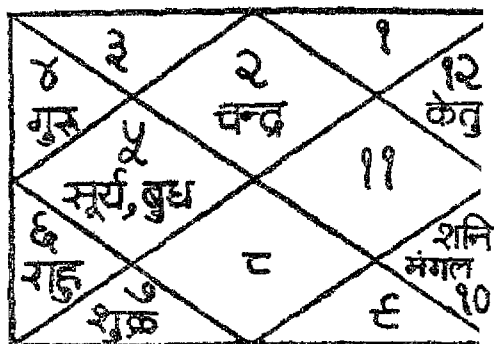 ३
१
४
गुरु
२
चन्द्र
१२
केतु
५
सूर्य, बुध
११
६
राहु
८
शनि
मंगल
१०
७
शुक्र
९